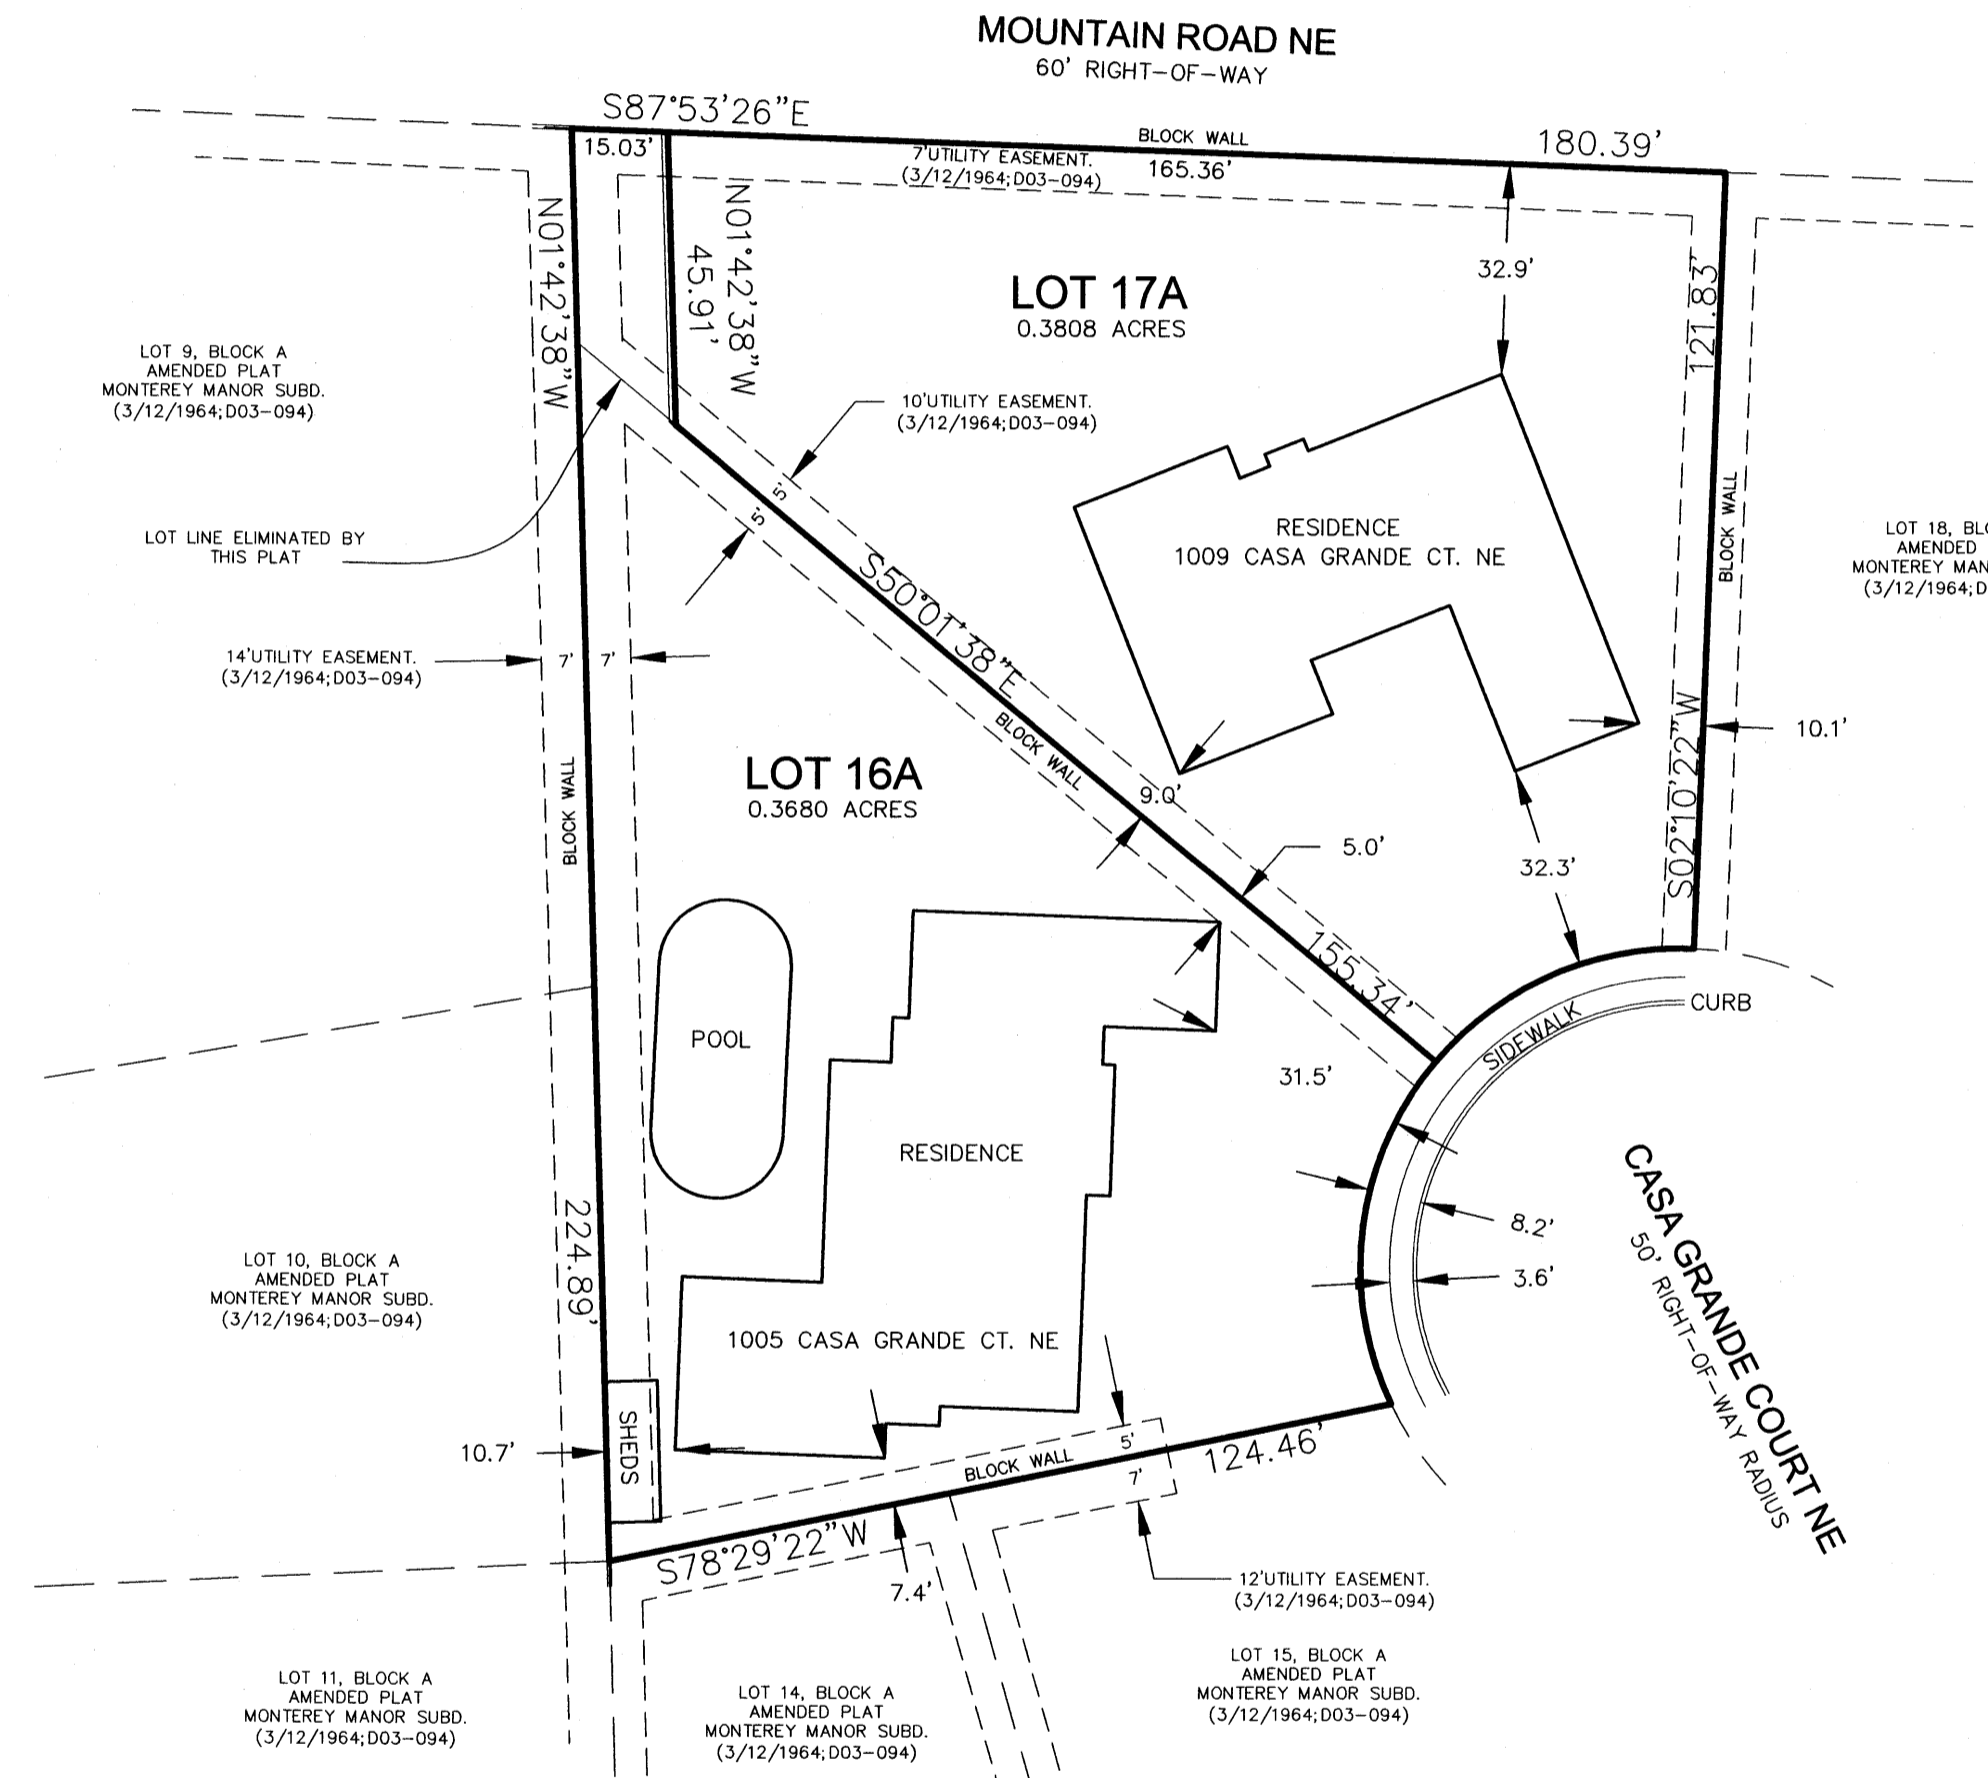 MOUNTAIN ROAD NE
60' RIGHT-OF-WAY
S87°53'26"E
BLOCK WALL
180.39'
15.03'
7'UTILITY EASEMENT.
(3/12/1964;D03-094)
165.36'
N01°42'38"W
N01°42'38"W
45.91'
LOT 17A
0.3808 ACRES
32.9'
121.83'
LOT 9, BLOCK A
AMENDED PLAT
MONTEREY MANOR SUBD.
(3/12/1964;D03-094)
10'UTILITY EASEMENT.
(3/12/1964;D03-094)
5'
5'
LOT LINE ELIMINATED BY
THIS PLAT
RESIDENCE
1009 CASA GRANDE CT. NE
BLOCK WALL
LOT 18, BL
AMENDED
MONTEREY MAN
(3/12/1964;D
S50°01'38"E
14'UTILITY EASEMENT.
(3/12/1964;D03-094)
7'
7'
BLOCK WALL
S02°10'22"W
10.1'
LOT 16A
0.3680 ACRES
BLOCK WALL
9.0'
5.0'
32.3'
155.34'
CURB
SIDEWALK
POOL
31.5'
RESIDENCE
CASA GRANDE COURT NE
50' RIGHT-OF-WAY RADIUS
8.2'
3.6'
224.89'
LOT 10, BLOCK A
AMENDED PLAT
MONTEREY MANOR SUBD.
(3/12/1964;D03-094)
1005 CASA GRANDE CT. NE
SHEDS
10.7'
5'
BLOCK WALL
7'
124.46'
S78°29'22"W
7.4'
12'UTILITY EASEMENT.
(3/12/1964;D03-094)
LOT 11, BLOCK A
AMENDED PLAT
MONTEREY MANOR SUBD.
(3/12/1964;D03-094)
LOT 14, BLOCK A
AMENDED PLAT
MONTEREY MANOR SUBD.
(3/12/1964;D03-094)
LOT 15, BLOCK A
AMENDED PLAT
MONTEREY MANOR SUBD.
(3/12/1964;D03-094)